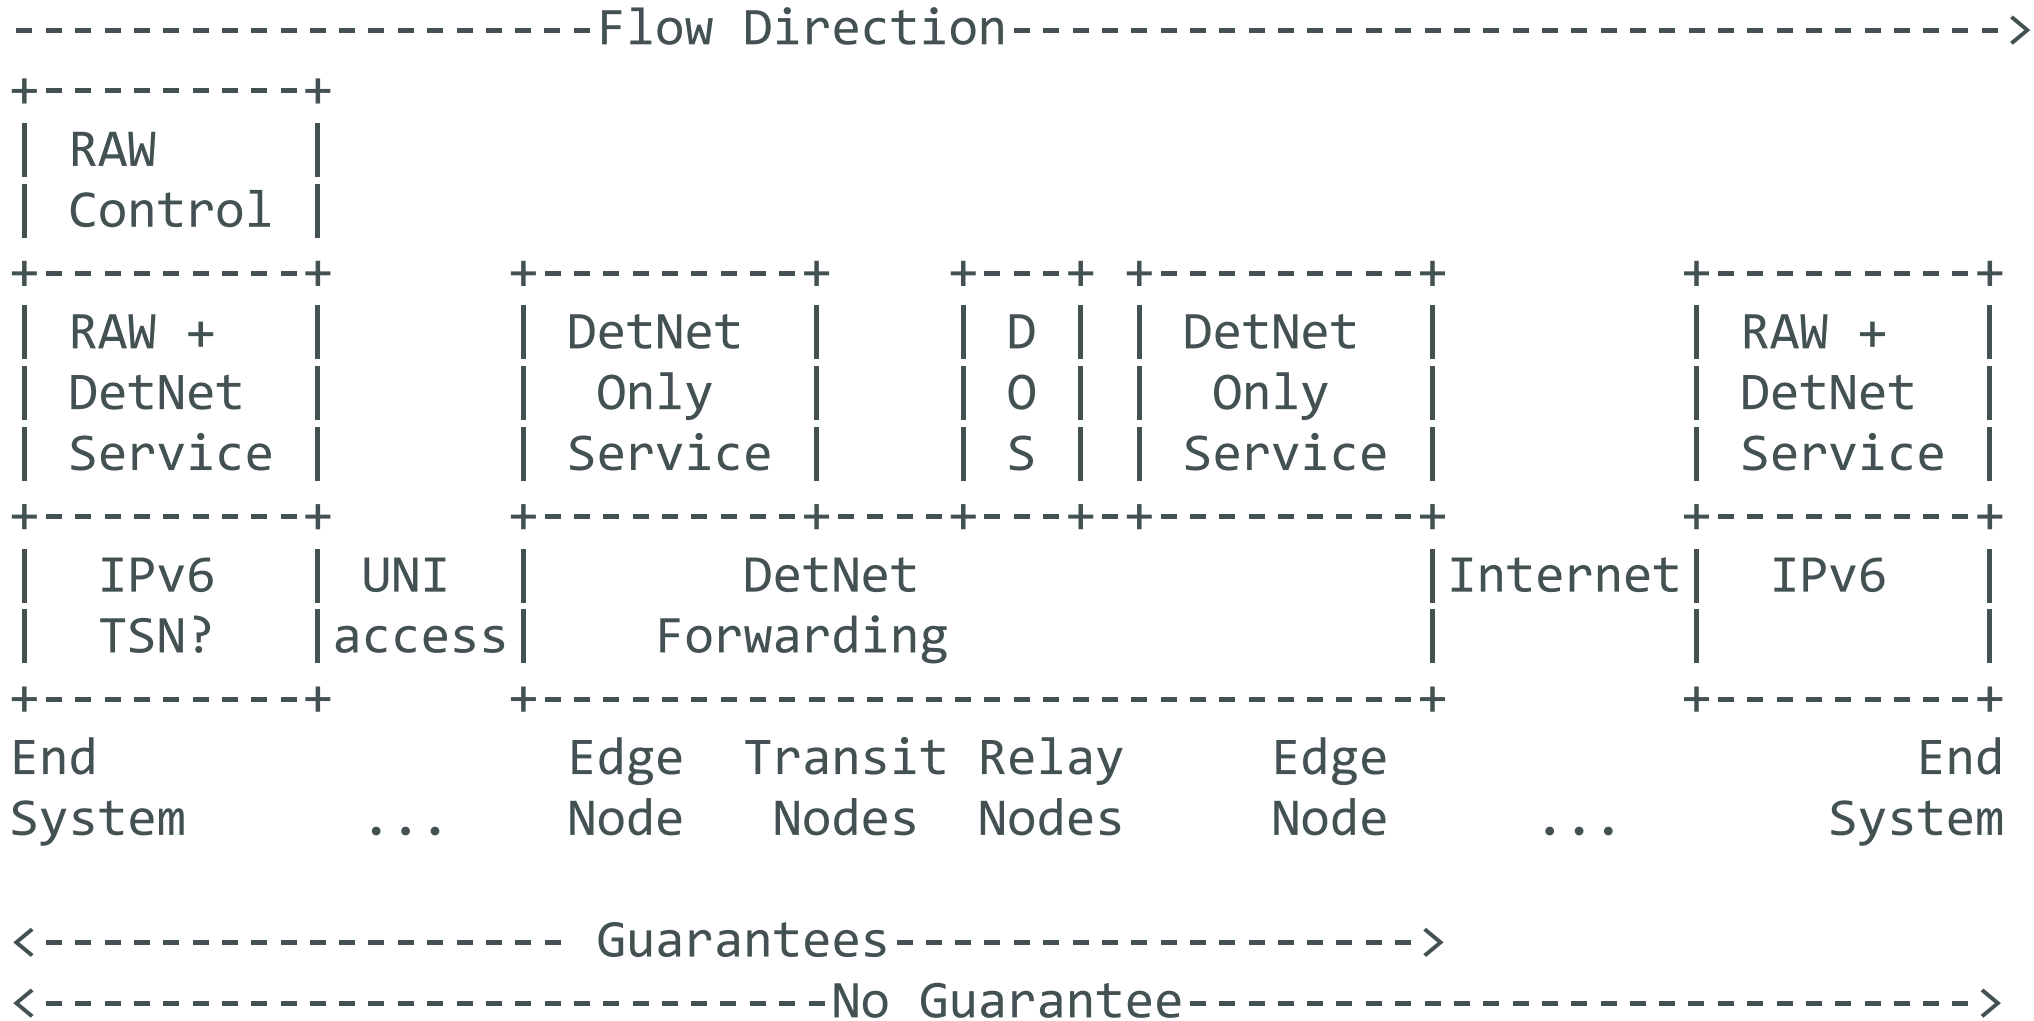 --------------------Flow Direction---------------------------------->
+---------+
| RAW     |
| Control |
+---------+      +---------+    +---+ +---------+        +---------+
| RAW +   |      | DetNet  |    | D | | DetNet  |        | RAW +   |
| DetNet  |      |  Only   |    | O | |  Only   |        | DetNet  |
| Service |      | Service |    | S | | Service |        | Service |
+---------+      +---------+----+---+-+---------+        +---------+
|  IPv6   | UNI  |       DetNet                 |Internet|  IPv6   |
|  TSN?   |access|    Forwarding                |        |         |
+---------+      +------------------------------+        +---------+
End                Edge  Transit Relay     Edge                  End
System      ...    Node   Nodes  Nodes     Node     ...       System
<------------------ Guarantees------------------>
<---------------------------No Guarantee--------------------------->